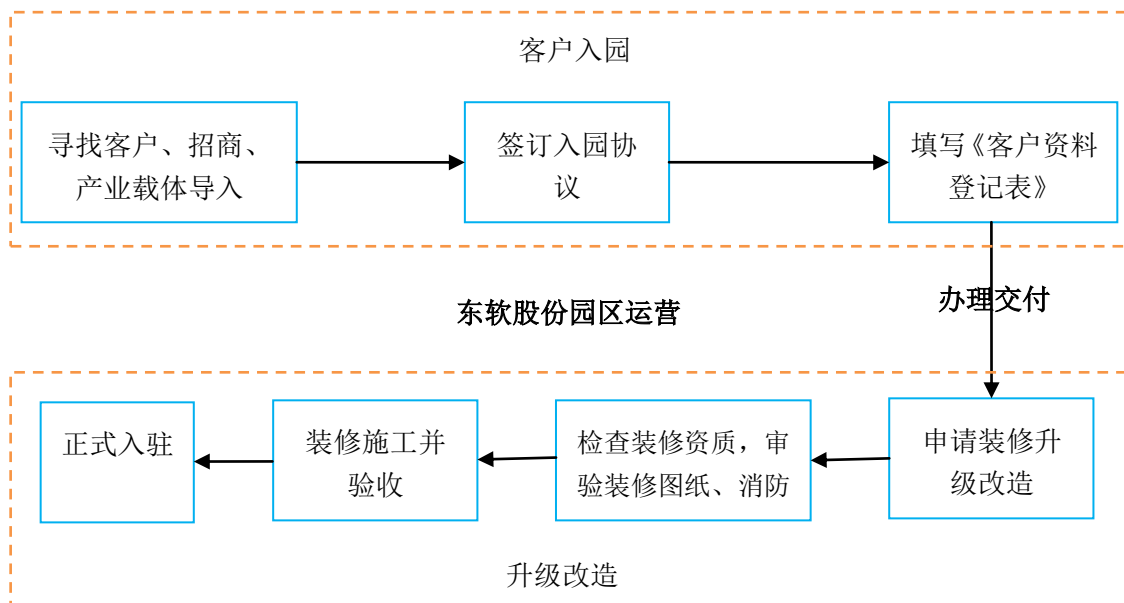 客户入园
寻找客户、招商、
产业载体导入
签订入园协
议
填写《客户资料
登记表》
东软股份园区运营
办理交付
正式入驻
装修施工并
验收
检查装修资质，审
验装修图纸、消防
申请装修升
级改造
升级改造